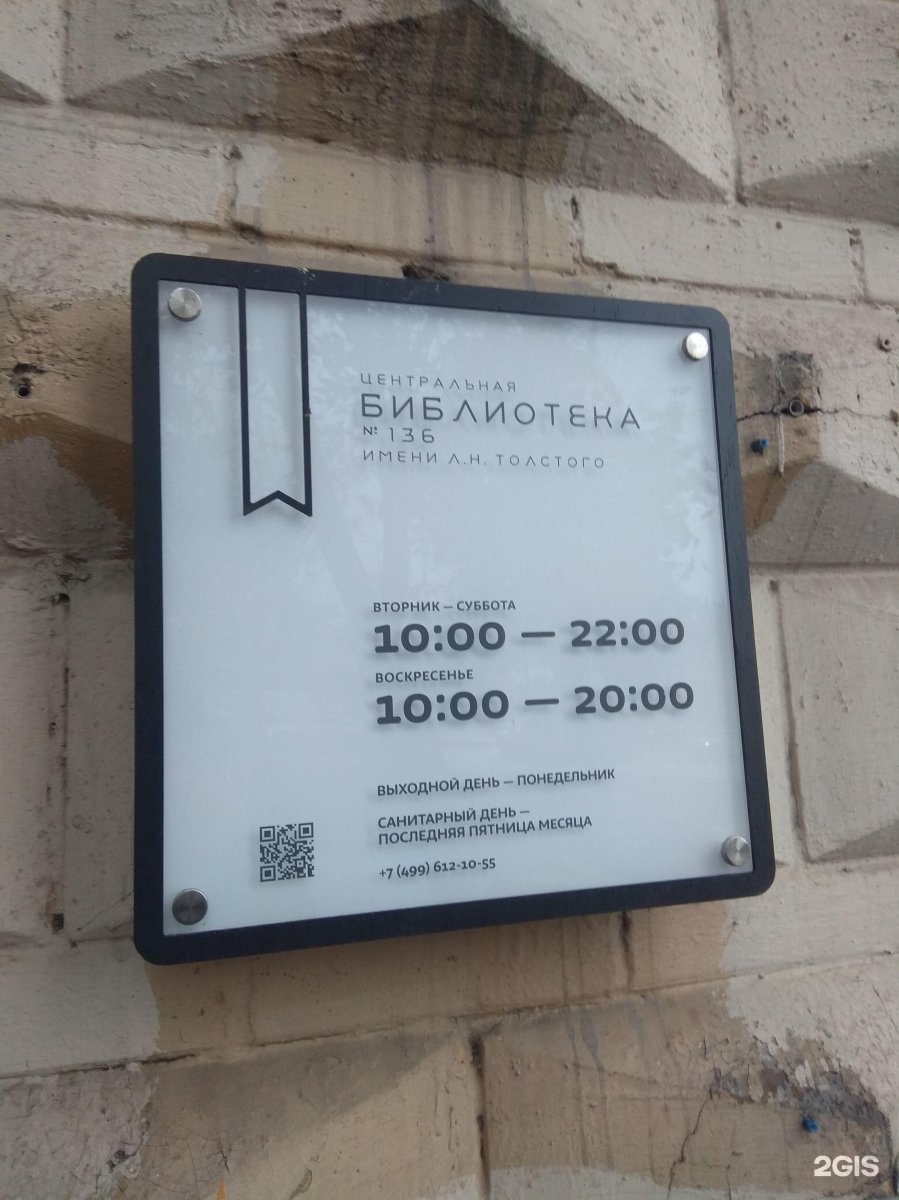 ЦЕНТРАЛЬНАЯ
БИБЛИОТЕКА
№ 136
ИМЕНИ Л.Н. ТОЛСТОГО
ВТОРНИК — СУББОТА
10:00 — 22:00
ВОСКРЕСЕНЬЕ
10:00 — 20:00
ВЫХОДНОЙ ДЕНЬ — ПОНЕДЕЛЬНИК
САНИТАРНЫЙ ДЕНЬ —
ПОСЛЕДНЯЯ ПЯТНИЦА МЕСЯЦА
+7 (499) 612-10-55
2GIS